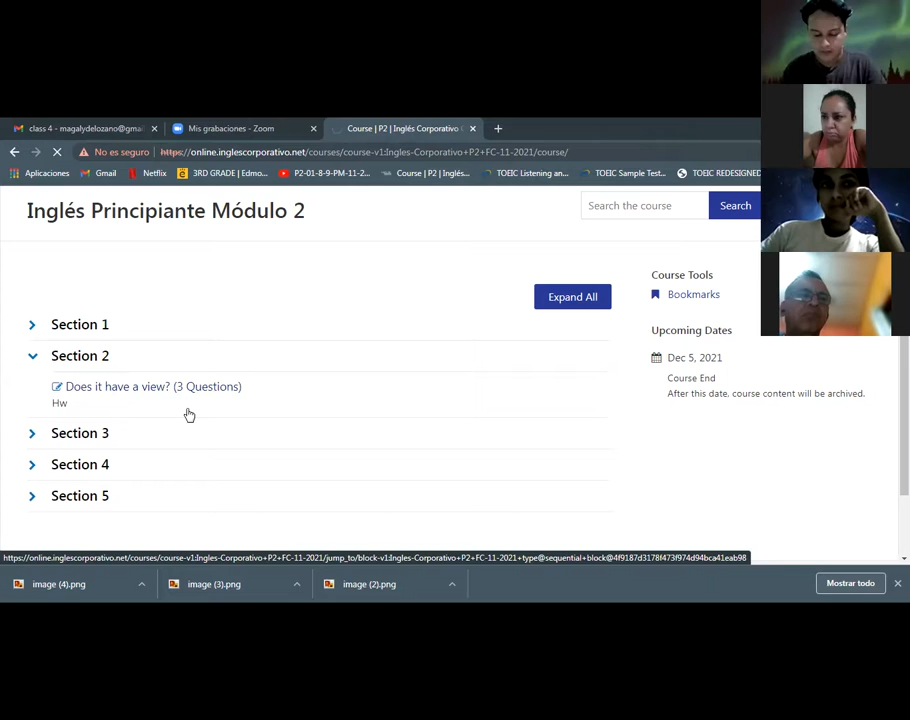 class 4 - magalydelozano@gma
Mis grabaciones - Zoom
Course | P2 | Inglés Corporativo
No es seguro
https://online.inglescorporativo.net/courses/course-v1:Ingles-Corporativo+P2+FC-11-2021/course/
Aplicaciones
Gmail
Netflix
3RD GRADE | Edmo...
P2-01-8-9-PM-11-2...
Course | P2 | Inglés...
TOEIC Listening an...
TOEIC Sample Test...
TOEIC REDESIGNED
Inglés Principiante Módulo 2
Search the course
Search
Course Tools
Bookmarks
Expand All
Upcoming Dates
Dec 5, 2021
Course End
After this date, course content will be archived.
Section 1
Section 2
Does it have a view? (3 Questions)
Hw
Section 3
Section 4
Section 5
https://online.inglescorporativo.net/courses/course-v1:Ingles-Corporativo+P2+FC-11-2021/jump_to/block-v1:Ingles-Corporativo+P2+FC-11-2021+type@sequential+block@4f9187d3178f473f974d94bca41eab98
image (4).png
image (3).png
image (2).png
Mostrar todo